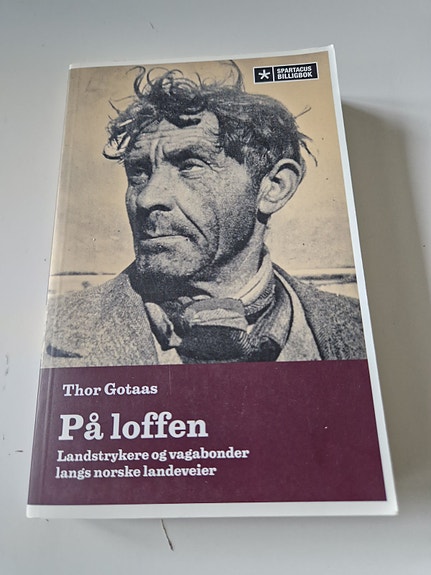 SPARTACUS
BILLIGBOK
Thor Gotaas
På loffen
Landstrykere og vagabonder
langs norske landeveier